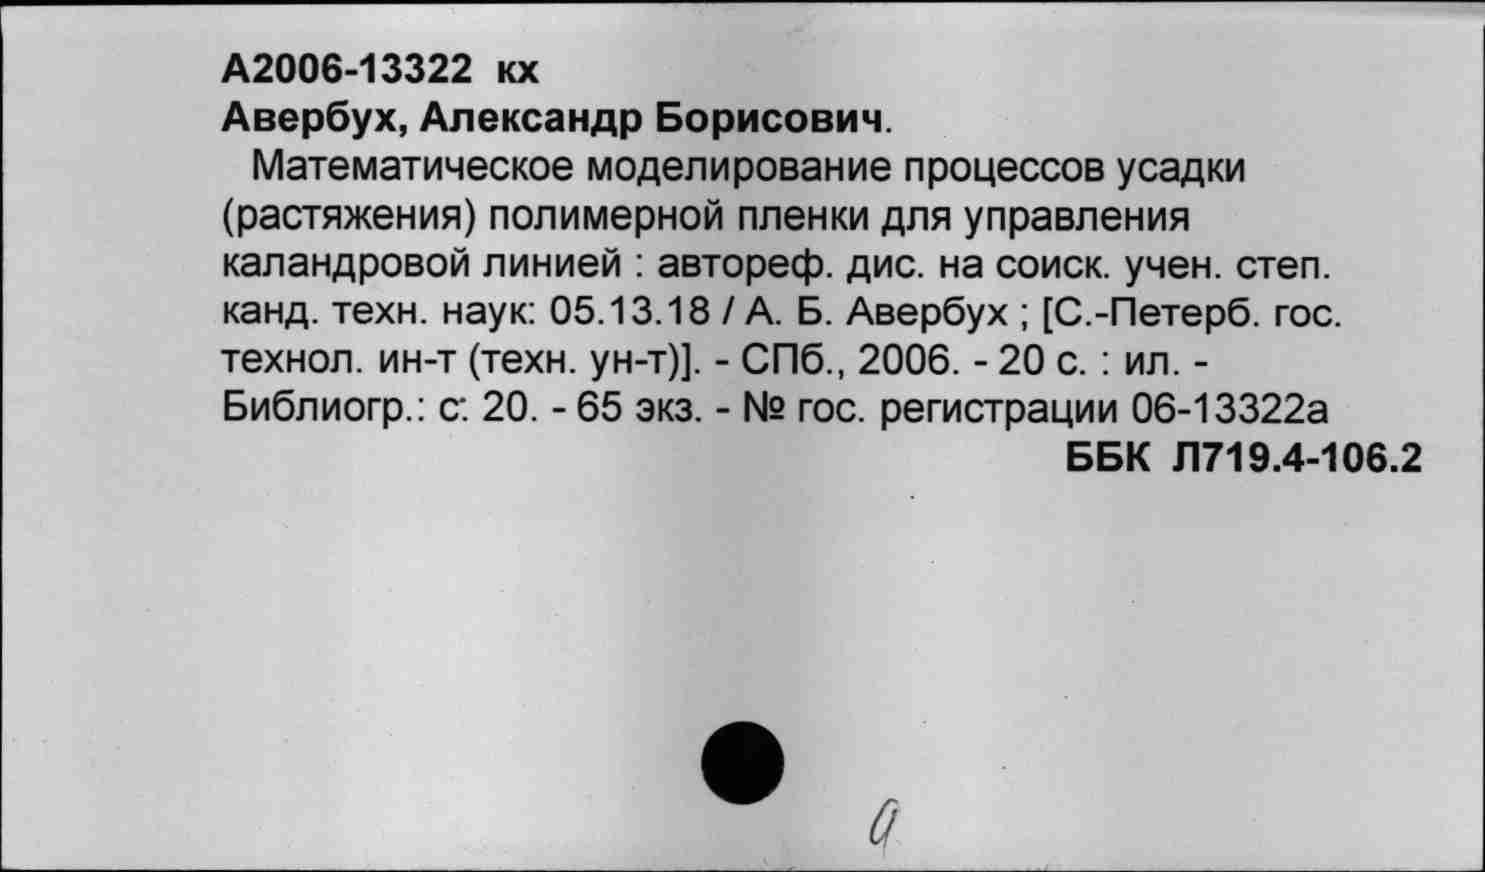 А2006-13322 кх
Авербух, Александр Борисович.
Математическое моделирование процессов усадки
(растяжения) полимерной пленки для управления
каландровой линией : автореф. дис. на соиск. учен. степ.
канд. техн. наук: 05.13.18 / А. Б. Авербух ; [С.-Петерб. гос.
технол. ин-т (техн. ун-т)]. - СПб., 2006. - 20 с. : ил. -
Библиогр.: с. 20. - 65 экз. - № гос. регистрации 06-13322а
ББК Л719.4-106.2